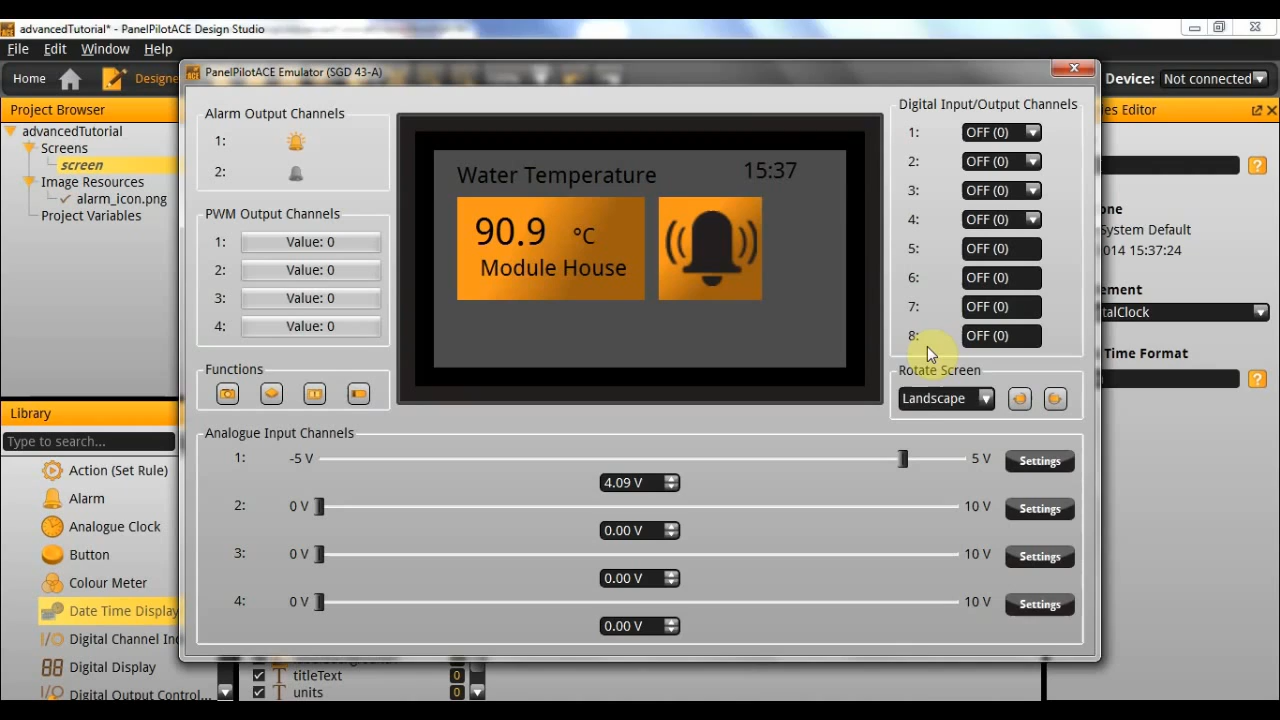 advancedTutorial* - PanelPilotACE Design Studio
File Edit Window Help
Home Designe Device: Not connected
Project Browser
advancedTutorial
Screens
screen
Image Resources
alarm_icon.png
Project Variables
Library
Type to search...
Action (Set Rule)
Alarm
Analogue Clock
Button
Colour Meter
Date Time Display
Digital Channel In
Digital Display
Digital Output Control...
PanelPilotACE Emulator (SGD 43-A)
Alarm Output Channels
1:
2:
PWM Output Channels
1: Value: 0
2: Value: 0
3: Value: 0
4: Value: 0
Functions
Water Temperature 15:37
90.9 °C
Module House
Digital Input/Output Channels
1: OFF (0)
2: OFF (0)
3: OFF (0)
4: OFF (0)
5: OFF (0)
6: OFF (0)
7: OFF (0)
8: OFF (0)
Rotate Screen
Landscape
Analogue Input Channels
1: -5 V 5 V Settings
4.09 V
2: 0 V 10 V Settings
0.00 V
3: 0 V 10 V Settings
0.00 V
4: 0 V 10 V Settings
0.00 V
titleText 0
units 0
es Editor
one
System Default
014 15:37:24
ement
talClock
Time Format